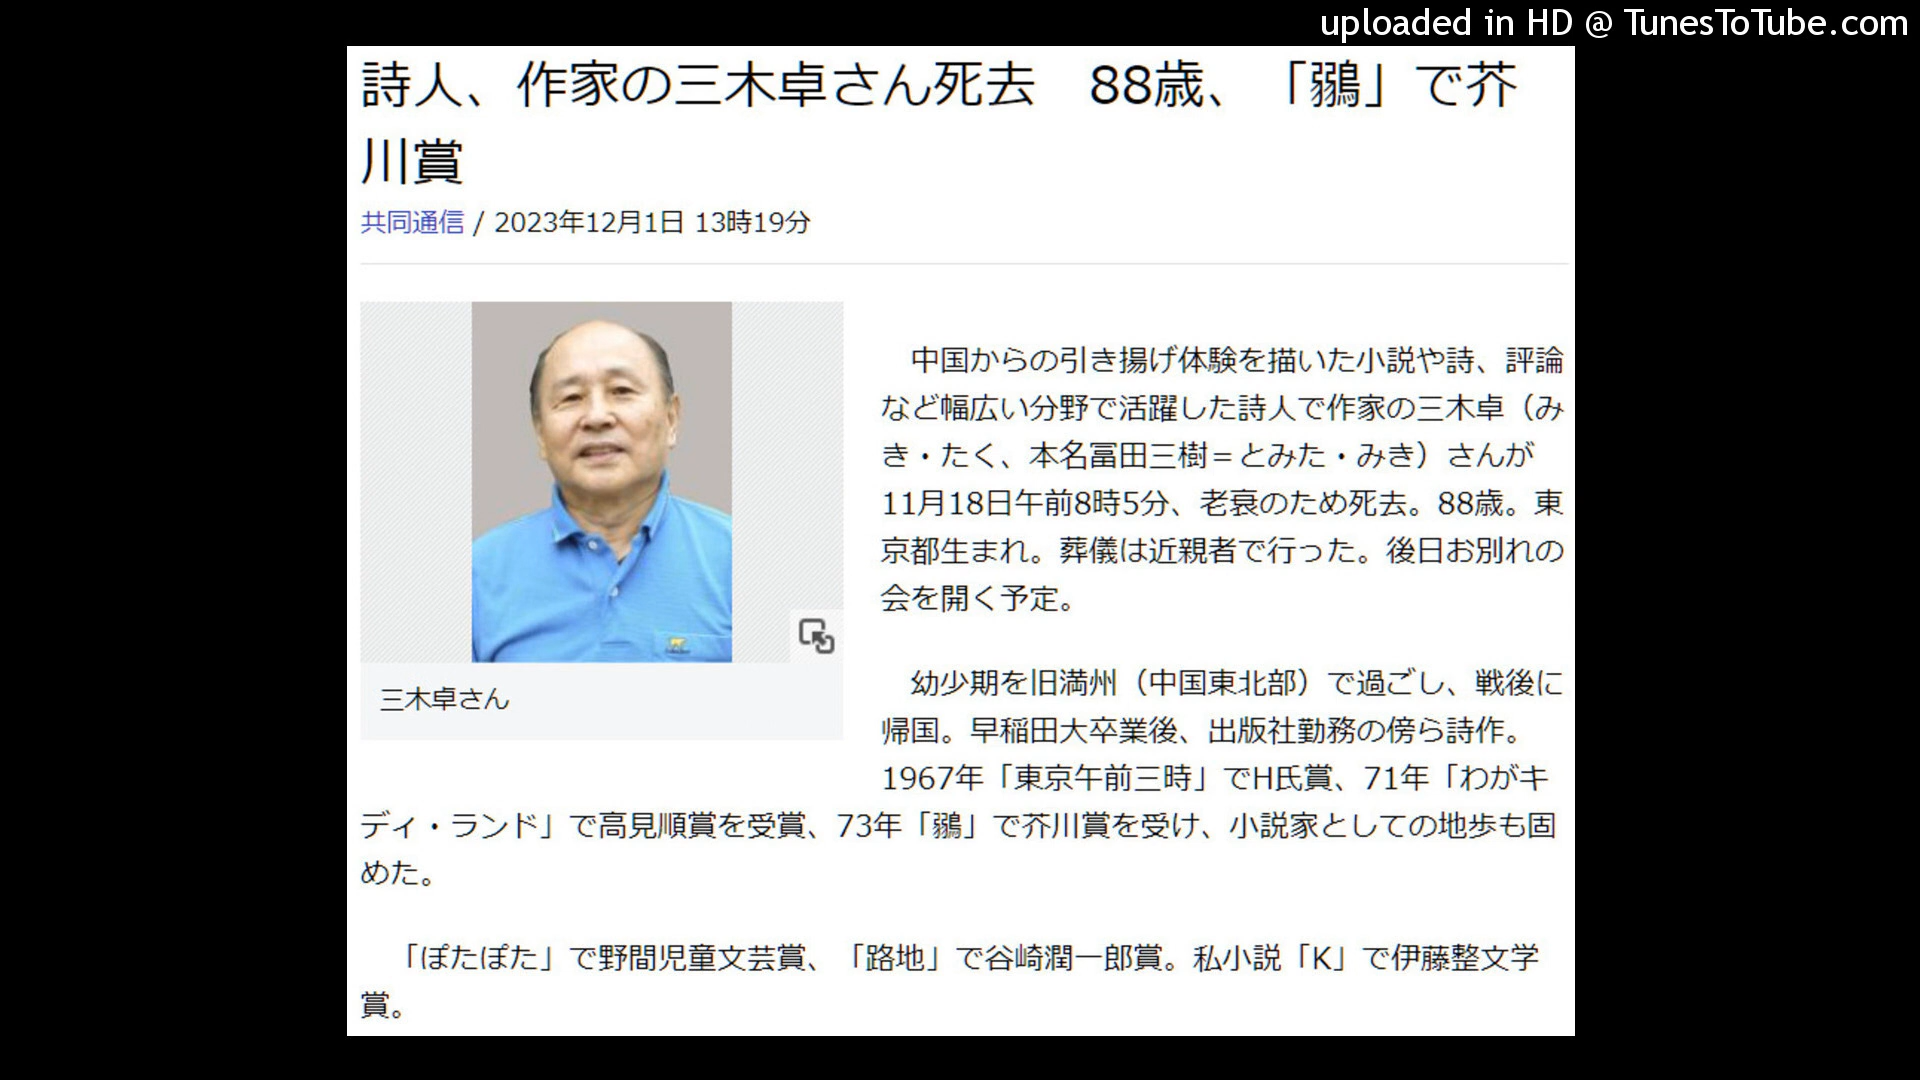 uploaded in HD @ TunesToTube.com
詩人、作家の三木卓さん死去　88歳、「鶸」で芥
川賞
共同通信 / 2023年12月1日 13時19分
三木卓さん
中国からの引き揚げ体験を描いた小説や詩、評論
など幅広い分野で活躍した詩人で作家の三木卓（み
き・たく、本名冨田三樹＝とみた・みき）さんが
11月18日午前8時5分、老衰のため死去。88歳。東
京都生まれ。葬儀は近親者で行った。後日お別れの
会を開く予定。
幼少期を旧満州（中国東北部）で過ごし、戦後に
帰国。早稲田大卒業後、出版社勤務の傍ら詩作。
1967年「東京午前三時」でH氏賞、71年「わがキ
ディ・ランド」で高見順賞を受賞、73年「鶸」で芥川賞を受け、小説家としての地歩も固
めた。
「ぽたぽた」で野間児童文芸賞、「路地」で谷崎潤一郎賞。私小説「K」で伊藤整文学
賞。